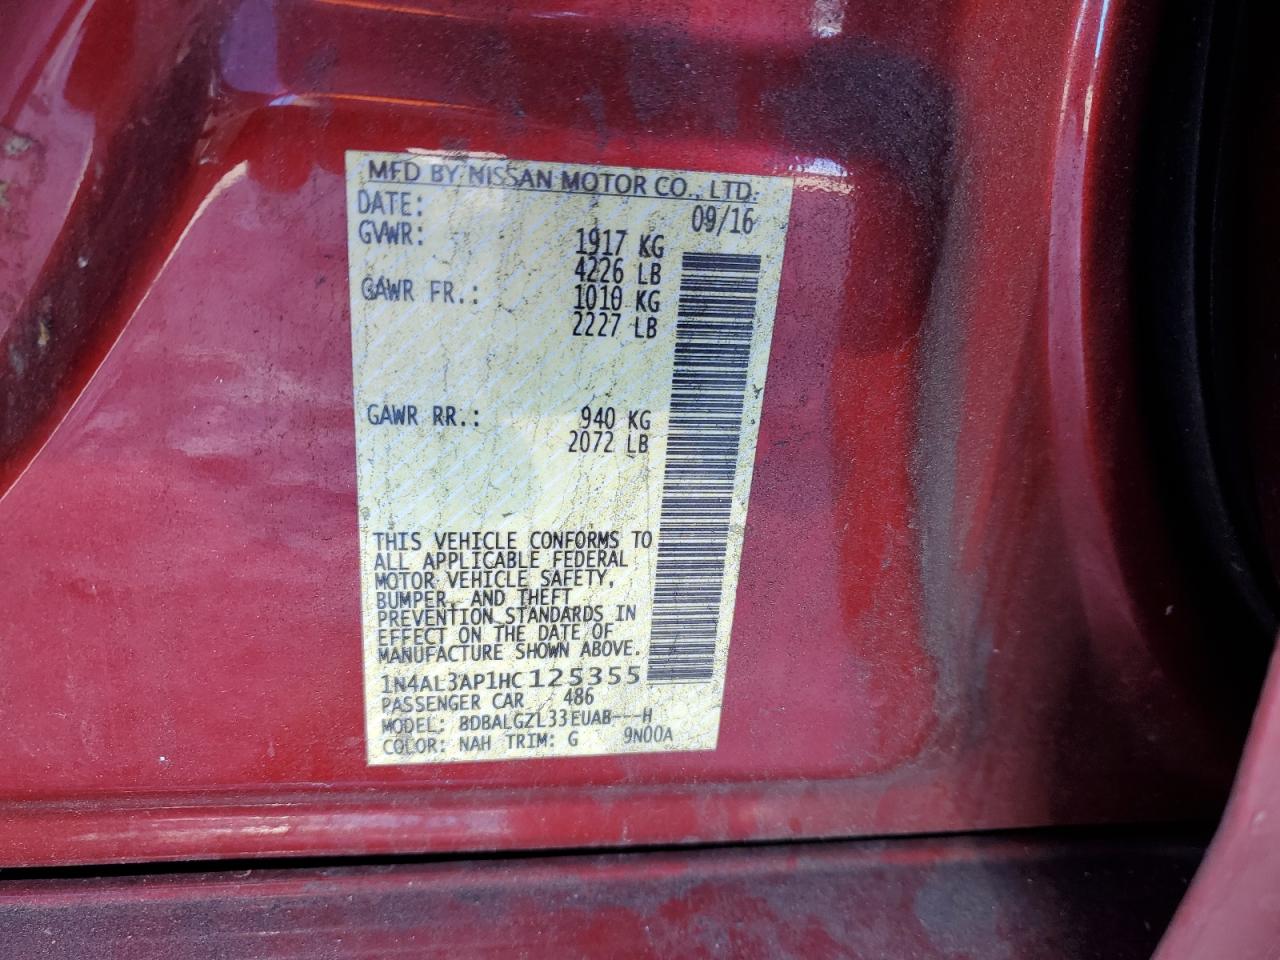 MFD BY NISSAN MOTOR CO., LTD.
DATE: 09/16
GVWR: 1917 KG
4226 LB
GAWR FR.: 1010 KG
2227 LB
GAWR RR.: 940 KG
2072 LB
THIS VEHICLE CONFORMS TO
ALL APPLICABLE FEDERAL
MOTOR VEHICLE SAFETY,
BUMPER, AND THEFT
PREVENTION STANDARDS IN
EFFECT ON THE DATE OF
MANUFACTURE SHOWN ABOVE.
1N4AL3AP1HC125355
PASSENGER CAR 486
MODEL: BDBALGZL33EUAB---H
COLOR: NAH TRIM: G 9N00A